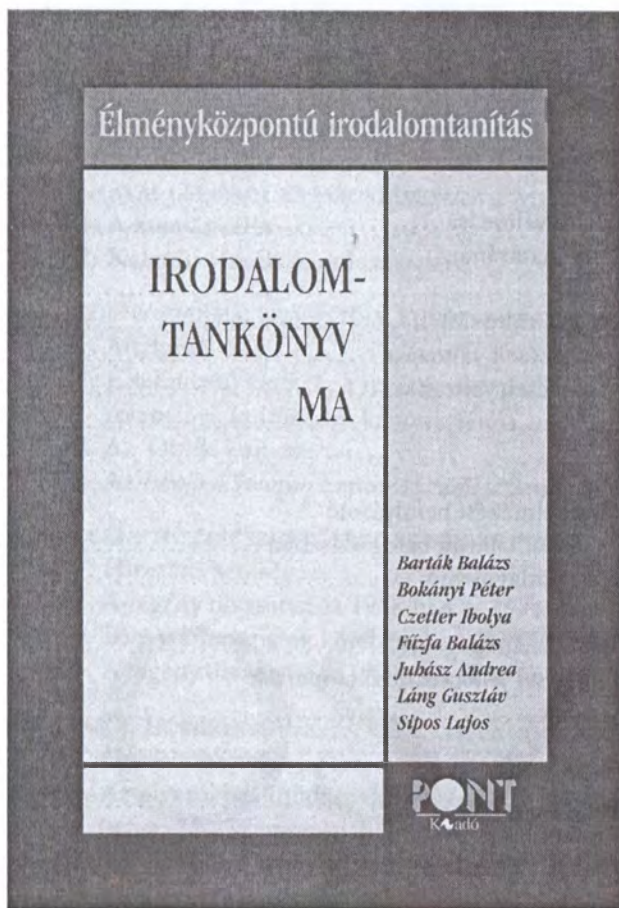 Élményközpontú irodalomtanítás
IRODALOM-
TANKÖNYV
MA
Barták Balázs
Bokányi Péter
Czetter Ibolya
Fűzfa Balázs
Juhász Andrea
Láng Gusztáv
Sipos Lajos
PONT
Kiadó